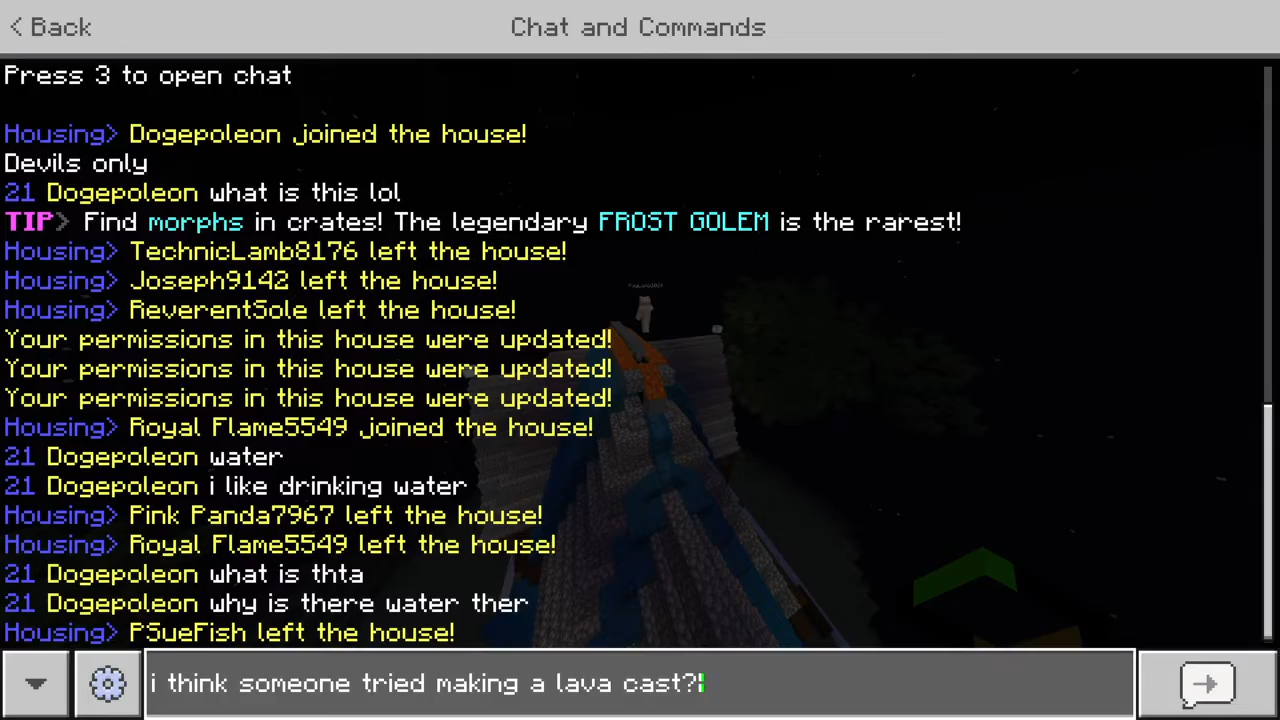 < Back
Chat and Commands
Press 3 to open chat
Housing> Dogepoleon joined the house!
Devils only
21 Dogepoleon what is this lol
TIP> Find morphs in crates! The legendary FROST GOLEM is the rarest!
Housing> TechnicLamb8176 left the house!
Housing> Joseph9142 left the house!
Housing> ReverentSole left the house!
Your permissions in this house were updated!
Your permissions in this house were updated!
Your permissions in this house were updated!
Housing> Royal Flame5549 joined the house!
21 Dogepoleon water
21 Dogepoleon i like drinking water
Housing> Pink Panda7967 left the house!
Housing> Royal Flame5549 left the house!
21 Dogepoleon what is thta
21 Dogepoleon why is there water ther
Housing> PSueFish left the house!
i think someone tried making a lava cast?